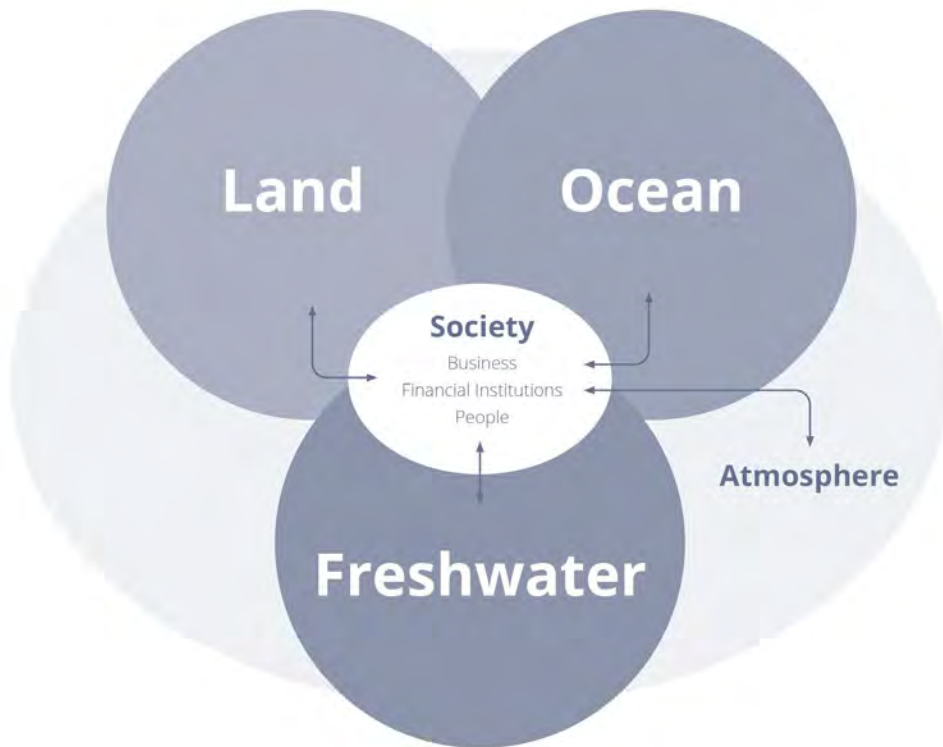 Land
Ocean
Society
Business
Financial Institutions
People
Atmosphere
Freshwater